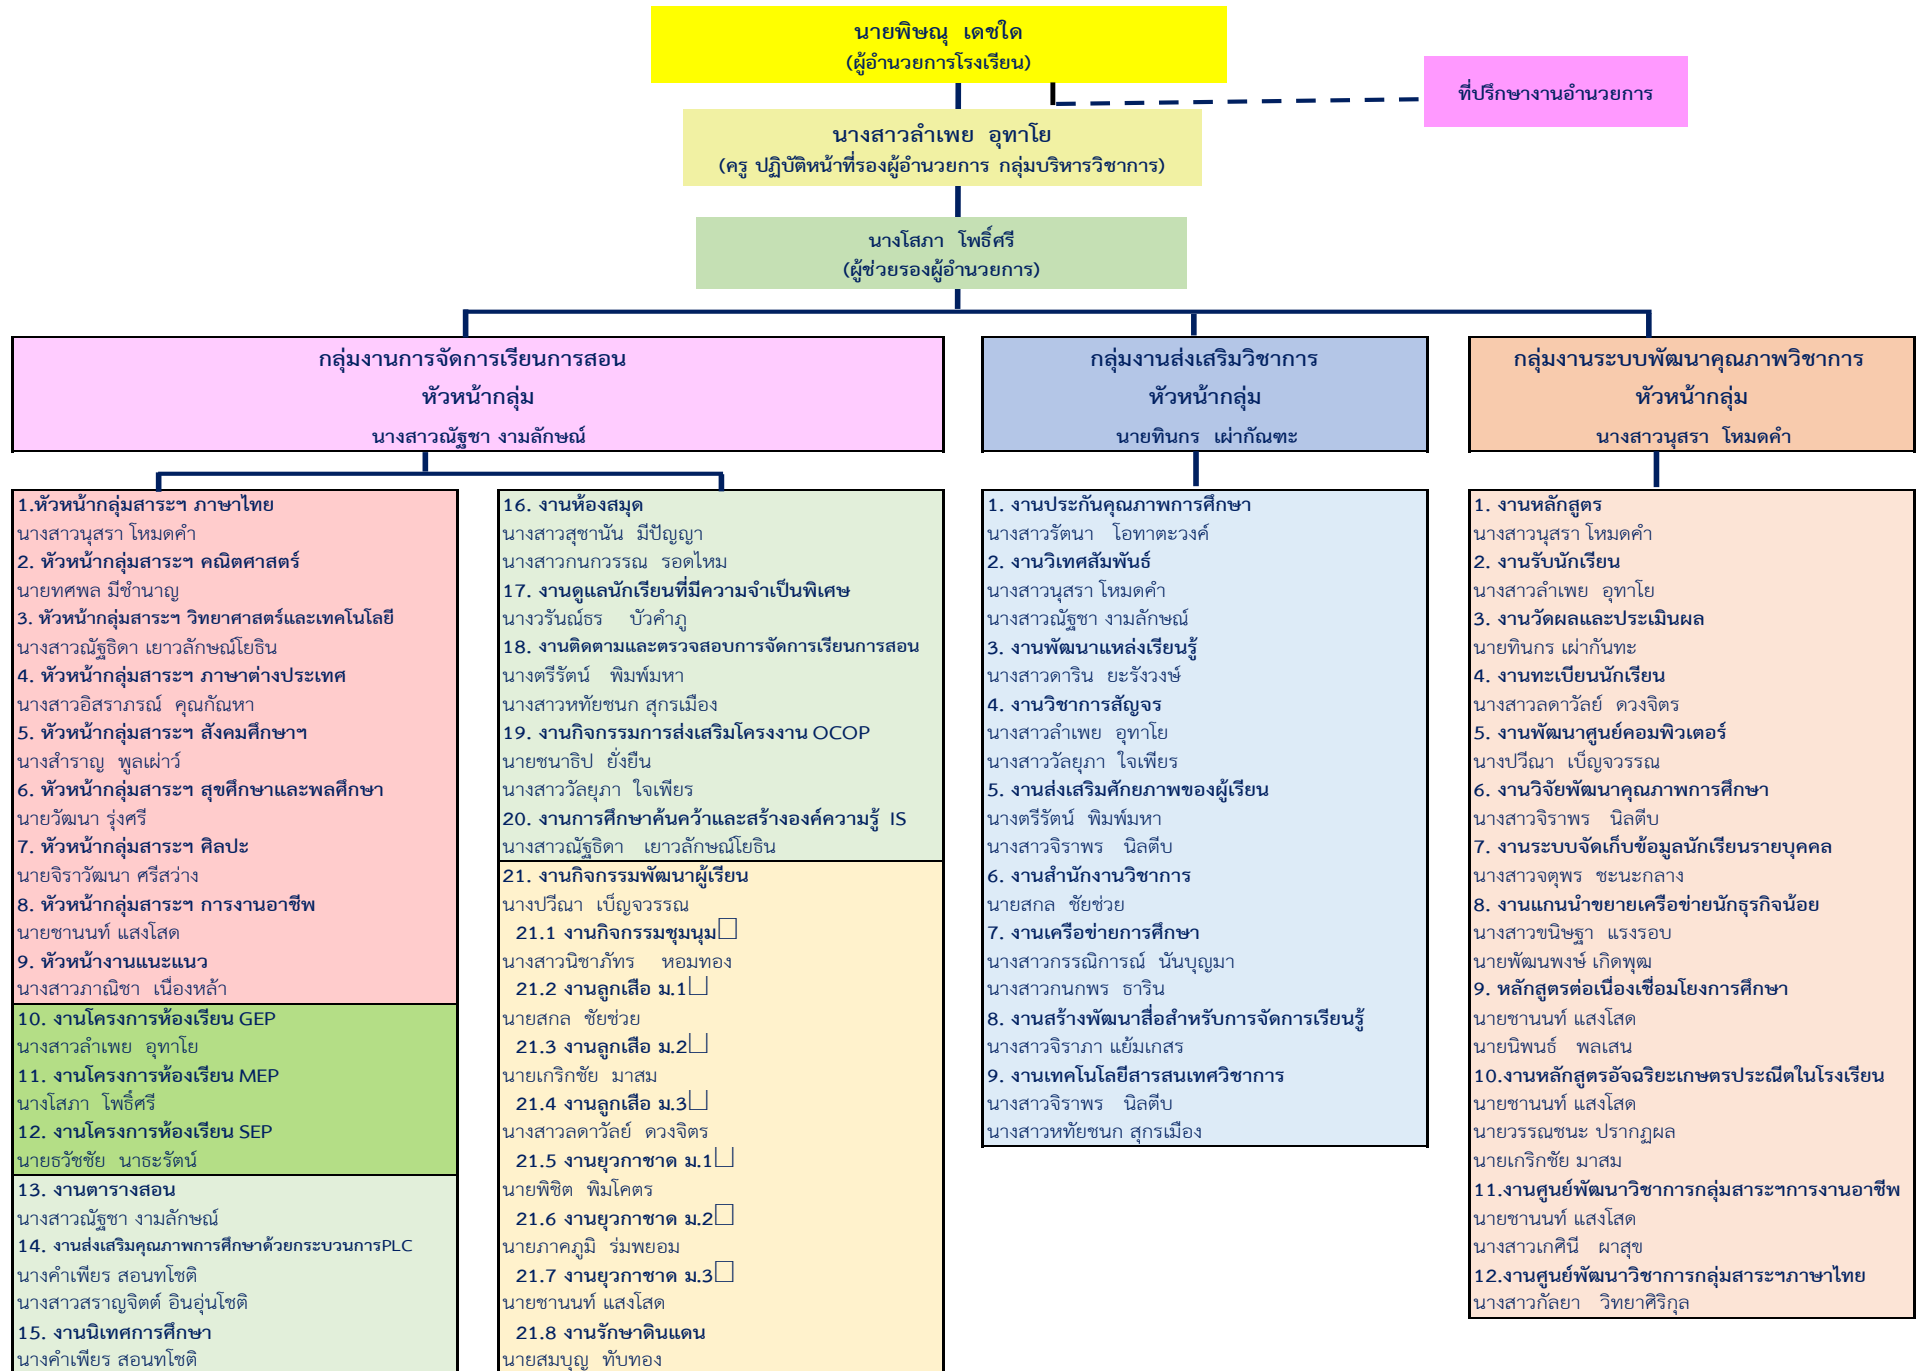 นายพิษณุ เดชใด
(ผู้อำนวยการโรงเรียน)
ที่ปรึกษางานอำนวยการ
นางสาวลำเพย อุทาโย
(ครู ปฏิบัติหน้าที่รองผู้อำนวยการ กลุ่มบริหารวิชาการ)
นางโสภา โพธิ์ศรี
(ผู้ช่วยรองผู้อำนวยการ)
กลุ่มงานการจัดการเรียนการสอน
หัวหน้ากลุ่ม
นางสาวณัฐชา งามลักษณ์
กลุ่มงานส่งเสริมวิชาการ
หัวหน้ากลุ่ม
นายทินกร เผ่ากัณฑะ
กลุ่มงานระบบพัฒนาคุณภาพวิชาการ
หัวหน้ากลุ่ม
นางสาวนุสรา โหมดคำ
1.หัวหน้ากลุ่มสาระฯ ภาษาไทย
นางสาวนุสรา โหมดคำ
2. หัวหน้ากลุ่มสาระฯ คณิตศาสตร์
นายทศพล มีชำนาญ
3. หัวหน้ากลุ่มสาระฯ วิทยาศาสตร์และเทคโนโลยี
นางสาวณัฐธิดา เยาวลักษณ์โยธิน
4. หัวหน้ากลุ่มสาระฯ ภาษาต่างประเทศ
นางสาวอิสราภรณ์ คุณกัณหา
5. หัวหน้ากลุ่มสาระฯ สังคมศึกษาฯ
นางสำราญ พูลเผ่าว์
6. หัวหน้ากลุ่มสาระฯ สุขศึกษาและพลศึกษา
นายวัฒนา รุ่งศรี
7. หัวหน้ากลุ่มสาระฯ ศิลปะ
นายจิราวัฒนา ศรีสว่าง
8. หัวหน้ากลุ่มสาระฯ การงานอาชีพ
นายชานนท์ แสงโสด
9. หัวหน้างานแนะแนว
นางสาวภาณิชา เนื่องหล้า
10. งานโครงการห้องเรียน GEP
นางสาวลำเพย อุทาโย
11. งานโครงการห้องเรียน MEP
นางโสภา โพธิ์ศรี
12. งานโครงการห้องเรียน SEP
นายธวัชชัย นาธะรัตน์
13. งานตารางสอน
นางสาวณัฐชา งามลักษณ์
14. งานส่งเสริมคุณภาพการศึกษาด้วยกระบวนการPLC
นางคำเพียร สอนทโชติ
นางสาวสราญจิตต์ อินอุ่นโชติ
15. งานนิเทศการศึกษา
นางคำเพียร สอนทโชติ
16. งานห้องสมุด
นางสาวสุชานัน มีปัญญา
นางสาวกนกวรรณ รอดไหม
17. งานดูแลนักเรียนที่มีความจำเป็นพิเศษ
นางวรันณ์ธร บัวคำภู
18. งานติดตามและตรวจสอบการจัดการเรียนการสอน
นางตรีรัตน์ พิมพ์มหา
นางสาวหทัยชนก สุกรเมือง
19. งานกิจกรรมการส่งเสริมโครงงาน OCOP
นายชนาธิป ยั่งยืน
นางสาววัลยุภา ใจเพียร
20. งานการศึกษาค้นคว้าและสร้างองค์ความรู้ IS
นางสาวณัฐธิดา เยาวลักษณ์โยธิน
21. งานกิจกรรมพัฒนาผู้เรียน
นางปวีณา เบ็ญจวรรณ
21.1 งานกิจกรรมชุมนุม
นางสาวนิชาภัทร หอมทอง
21.2 งานลูกเสือ ม.1
นายสกล ชัยช่วย
21.3 งานลูกเสือ ม.2
นายเกริกชัย มาสม
21.4 งานลูกเสือ ม.3
นางสาวลดาวัลย์ ดวงจิตร
21.5 งานยุวกาชาด ม.1
นายพิชิต พิมโคตร
21.6 งานยุวกาชาด ม.2
นายภาคภูมิ ร่มพยอม
21.7 งานยุวกาชาด ม.3
นายชานนท์ แสงโสด
21.8 งานรักษาดินแดน
นายสมบุญ ทับทอง
1. งานประกันคุณภาพการศึกษา
นางสาวรัตนา โอทาตะวงค์
2. งานวิเทศสัมพันธ์
นางสาวนุสรา โหมดคำ
นางสาวณัฐชา งามลักษณ์
3. งานพัฒนาแหล่งเรียนรู้
นางสาวดาริน ยะรังวงษ์
4. งานวิชาการสัญจร
นางสาวลำเพย อุทาโย
นางสาววัลยุภา ใจเพียร
5. งานส่งเสริมศักยภาพของผู้เรียน
นางตรีรัตน์ พิมพ์มหา
นางสาวจิราพร นิลตีบ
6. งานสำนักงานวิชาการ
นายสกล ชัยช่วย
7. งานเครือข่ายการศึกษา
นางสาวกรรณิการณ์ นันบุญมา
นางสาวกนกพร ธาริน
8. งานสร้างพัฒนาสื่อสำหรับการจัดการเรียนรู้
นางสาวจิราภา แย้มเกสร
9. งานเทคโนโลยีสารสนเทศวิชาการ
นางสาวจิราพร นิลตีบ
นางสาวหทัยชนก สุกรเมือง
1. งานหลักสูตร
นางสาวนุสรา โหมดคำ
2. งานรับนักเรียน
นางสาวลำเพย อุทาโย
3. งานวัดผลและประเมินผล
นายทินกร เผ่ากันทะ
4. งานทะเบียนนักเรียน
นางสาวลดาวัลย์ ดวงจิตร
5. งานพัฒนาศูนย์คอมพิวเตอร์
นางปวีณา เบ็ญจวรรณ
6. งานวิจัยพัฒนาคุณภาพการศึกษา
นางสาวจิราพร นิลตีบ
7. งานระบบจัดเก็บข้อมูลนักเรียนรายบุคคล
นางสาวจตุพร ชะนะกลาง
8. งานแกนนำขยายเครือข่ายนักธุรกิจน้อย
นางสาวขนิษฐา แรงรอบ
นายพัฒนพงษ์ เกิดพุฒ
9. หลักสูตรต่อเนื่องเชื่อมโยงการศึกษา
นายชานนท์ แสงโสด
นายนิพนธ์ พลเสน
10.งานหลักสูตรอัจฉริยะเกษตรประณีตในโรงเรียน
นายชานนท์ แสงโสด
นายวรรณชนะ ปรากฏผล
นายเกริกชัย มาสม
11.งานศูนย์พัฒนาวิชาการกลุ่มสาระฯการงานอาชีพ
นายชานนท์ แสงโสด
นางสาวเกศินี ผาสุข
12.งานศูนย์พัฒนาวิชาการกลุ่มสาระฯภาษาไทย
นางสาวกัลยา วิทยาศิริกุล